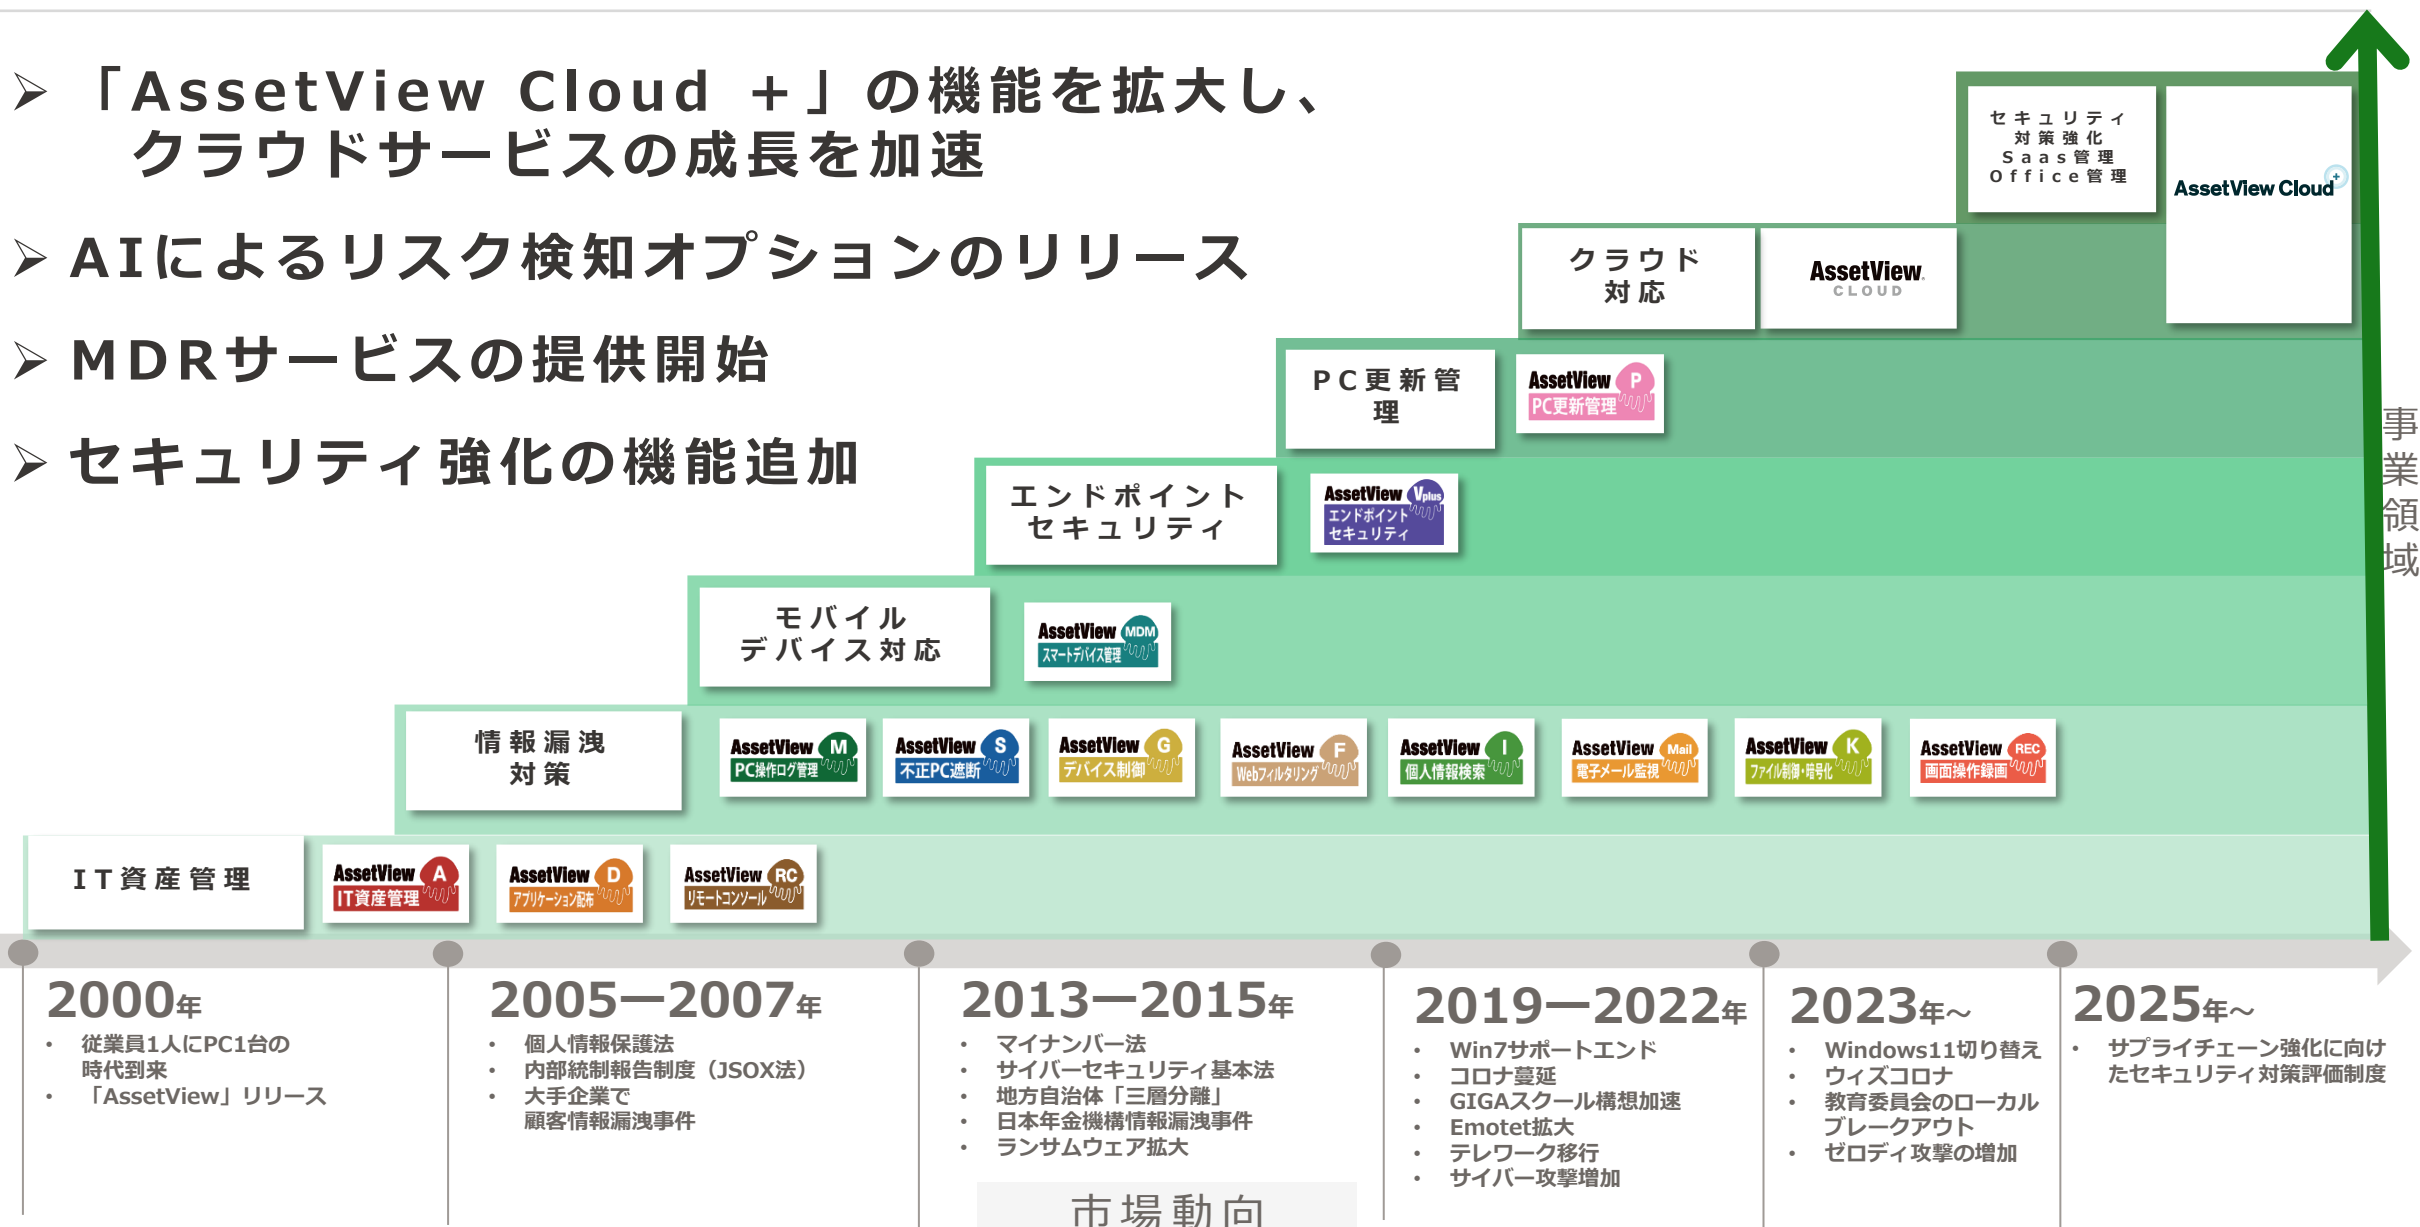 ➢ 「AssetView Cloud +」の機能を拡大し、
クラウドサービスの成長を加速
➢ AIによるリスク検知オプションのリリース
➢ MDRサービスの提供開始
➢ セキュリティ強化の機能追加
セキュリティ
対策強化
Saas管理
Office管理
AssetView Cloud +
クラウド
対応
AssetView
CLOUD
PC更新管
理
AssetView P
PC更新管理
エンドポイント
セキュリティ
AssetView Vplus
エンドポイント
セキュリティ
モバイル
デバイス対応
AssetView MDM
スマートデバイス管理
情報漏洩
対策
AssetView M
PC操作ログ管理
AssetView S
不正PC遮断
AssetView G
デバイス制御
AssetView F
Webフィルタリング
AssetView I
個人情報検索
AssetView Mail
電子メール監視
AssetView K
ファイル制御・暗号化
AssetView REC
画面操作録画
IT資産管理
AssetView A
IT資産管理
AssetView D
アプリケーション配布
AssetView RC
リモートコンソール
事業領域
2000年
・ 従業員1人にPC1台の
時代到来
・ 「AssetView」リリース
2005ー2007年
・ 個人情報保護法
・ 内部統制報告制度（JSOX法）
・ 大手企業で
顧客情報漏洩事件
2013ー2015年
・ マイナンバー法
・ サイバーセキュリティ基本法
・ 地方自治体「三層分離」
・ 日本年金機構情報漏洩事件
・ ランサムウェア拡大
2019ー2022年
・ Win7サポートエンド
・ コロナ蔓延
・ GIGAスクール構想加速
・ Emotet拡大
・ テレワーク移行
・ サイバー攻撃増加
2023年～
・ Windows11切り替え
・ ウィズコロナ
・ 教育委員会のローカル
ブレークアウト
・ ゼロディ攻撃の増加
2025年～
・ サプライチェーン強化に向け
たセキュリティ対策評価制度
市場動向